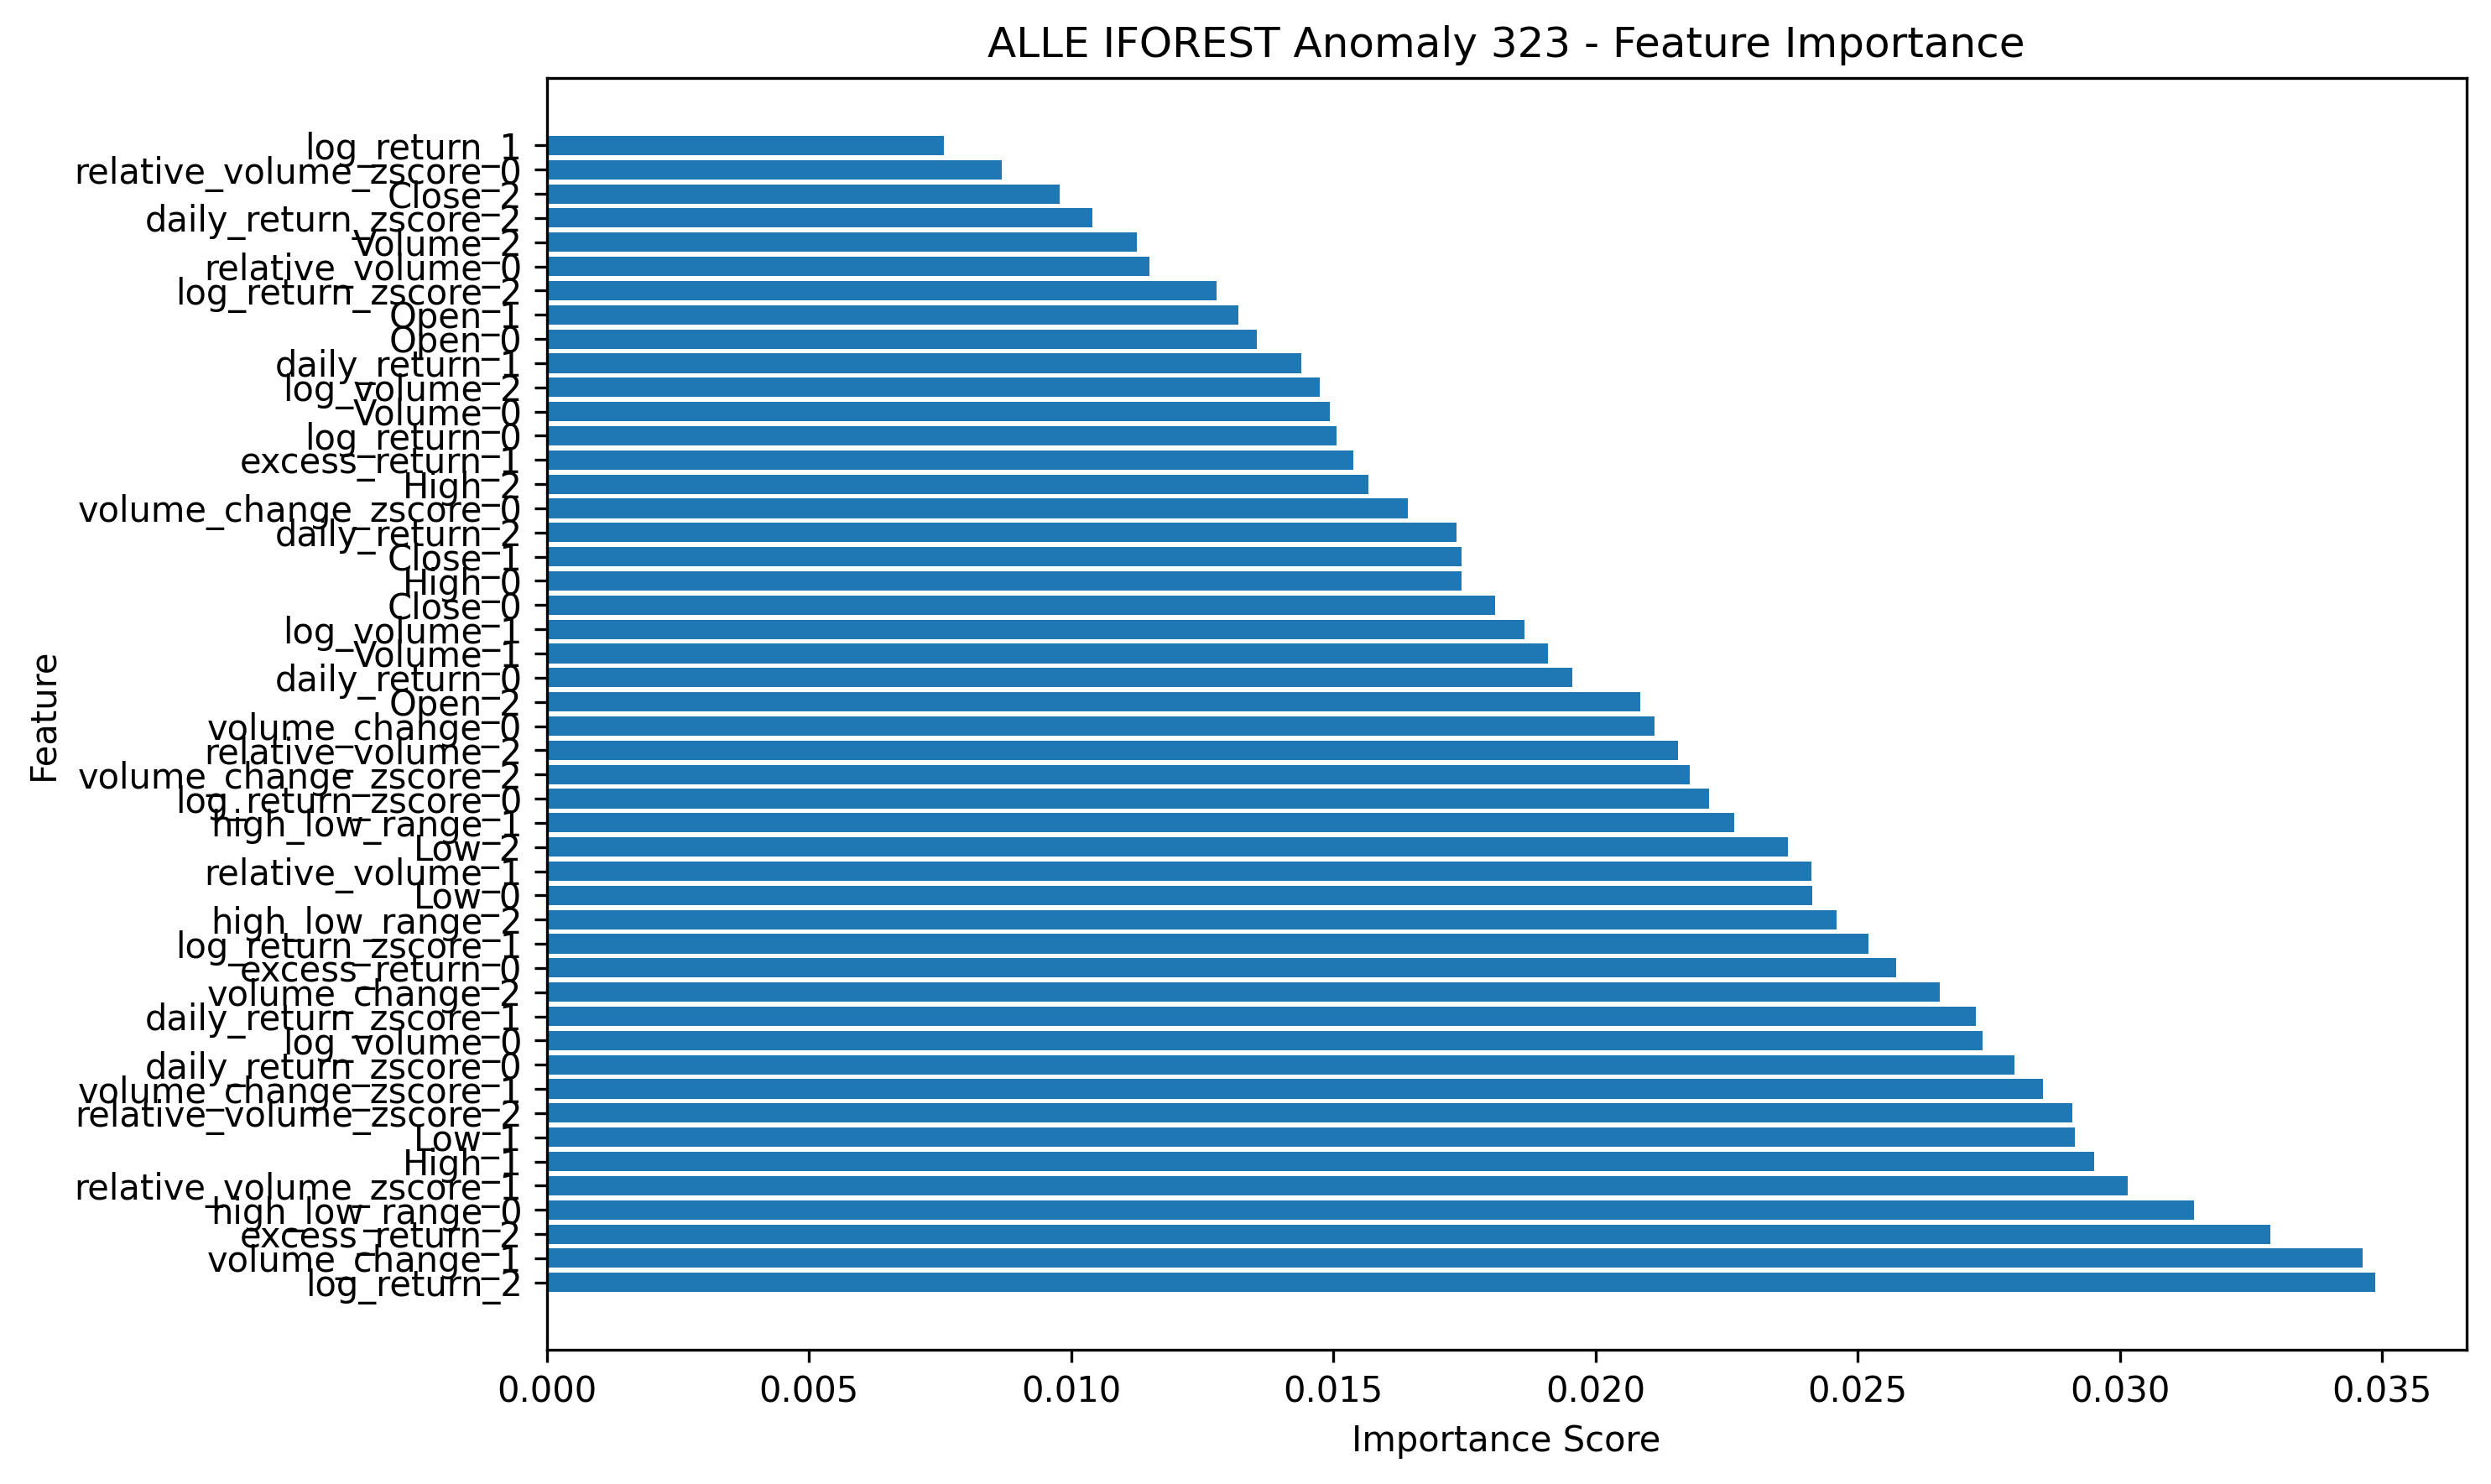 ALLE IFOREST Anomaly 323 - Feature Importance
log_return_1
relative_volume_zscore_0
Close_2
daily_return_zscore_2
Volume_2
relative_volume_0
log_return_zscore_2
Open_1
Open_0
daily_return_1
log_volume_2
Volume_0
log_return_0
excess_return_1
High_2
volume_change_zscore_0
daily_return_2
Close_1
High_0
Close_0
log_volume_1
Volume_1
daily_return_0
Open_2
volume_change_0
relative_volume_2
volume_change_zscore_2
log_return_zscore_0
high_low_range_1
Low_2
relative_volume_1
Low_0
high_low_range_2
log_return_zscore_1
excess_return_0
volume_change_2
daily_return_zscore_1
log_volume_0
daily_return_zscore_0
volume_change_zscore_1
relative_volume_zscore_2
Low_1
High_1
relative_volume_zscore_1
high_low_range_0
excess_return_2
volume_change_1
log_return_2
Feature
0.000 0.005 0.010 0.015 0.020 0.025 0.030 0.035
Importance Score